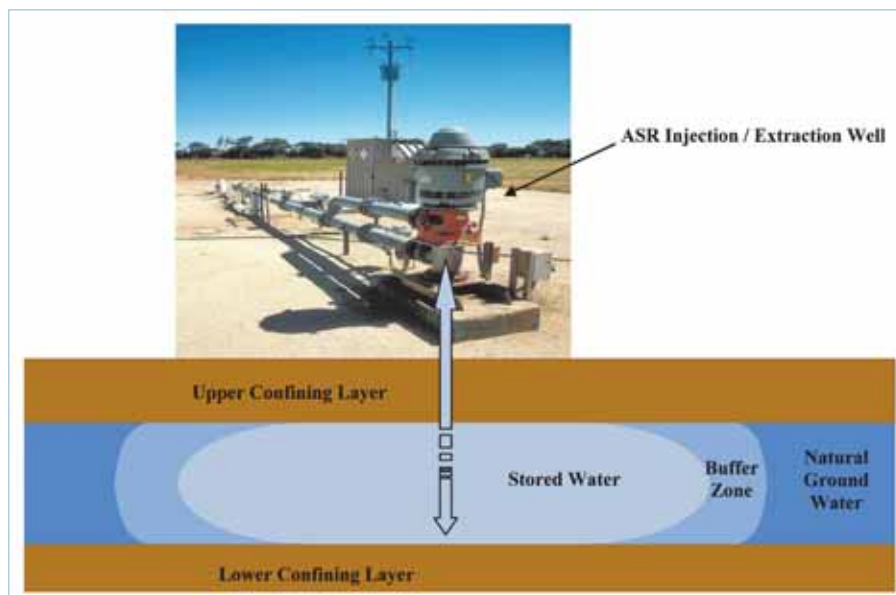 ASR Injection / Extraction Well
Upper Confining Layer
Stored Water
Buffer
Zone
Natural
Ground
Water
Lower Confining Layer